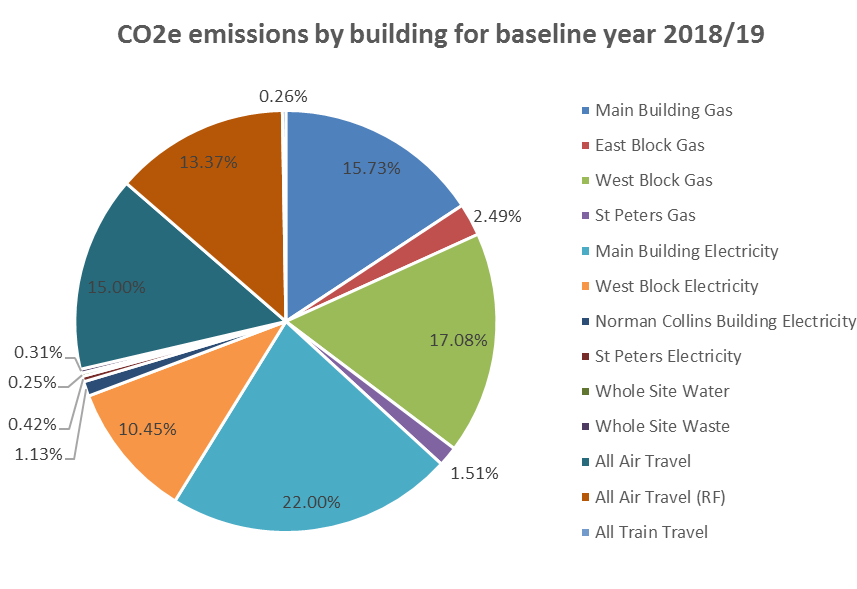 CO2e emissions by building for baseline year 2018/19
0.26%
15.73%
2.49%
17.08%
1.51%
22.00%
10.45%
1.13%
0.42%
0.25%
0.31%
15.00%
13.37%
Main Building Gas
East Block Gas
West Block Gas
St Peters Gas
Main Building Electricity
West Block Electricity
Norman Collins Building Electricity
St Peters Electricity
Whole Site Water
Whole Site Waste
All Air Travel
All Air Travel (RF)
All Train Travel